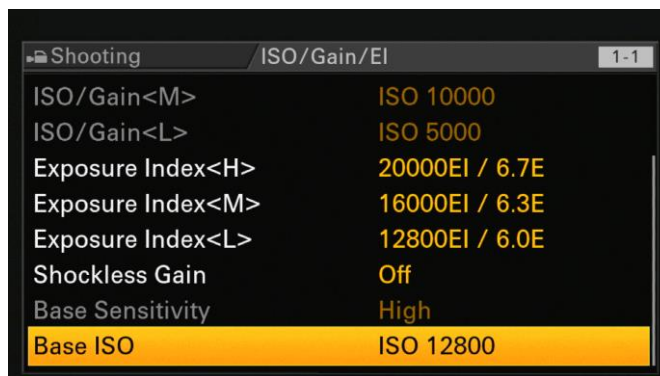 Shooting /ISO/Gain/EI 1-1
ISO/Gain<M> ISO 10000
ISO/Gain<L> ISO 5000
Exposure Index<H> 20000EI / 6.7E
Exposure Index<M> 16000EI / 6.3E
Exposure Index<L> 12800EI / 6.0E
Shockless Gain Off
Base Sensitivity High
Base ISO ISO 12800